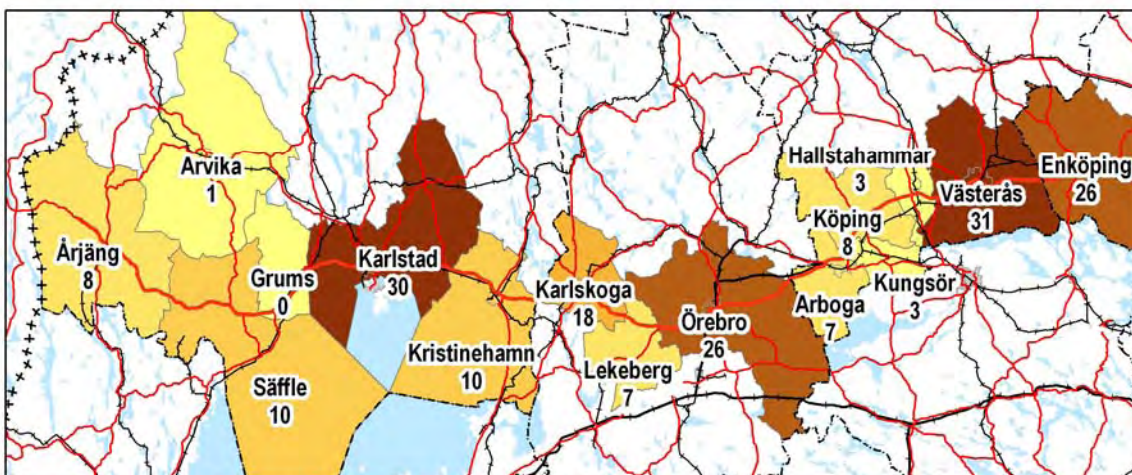 Arvika
1
Årjäng
8
Grums
0
Karlstad
30
Säffle
10
Kristinehamn
10
Karlskoga
18
Lekeberg
7
Örebro
26
Arboga
7
Hallstahammar
3
Köping
8
Kungsör
3
Västerås
31
Enköping
26